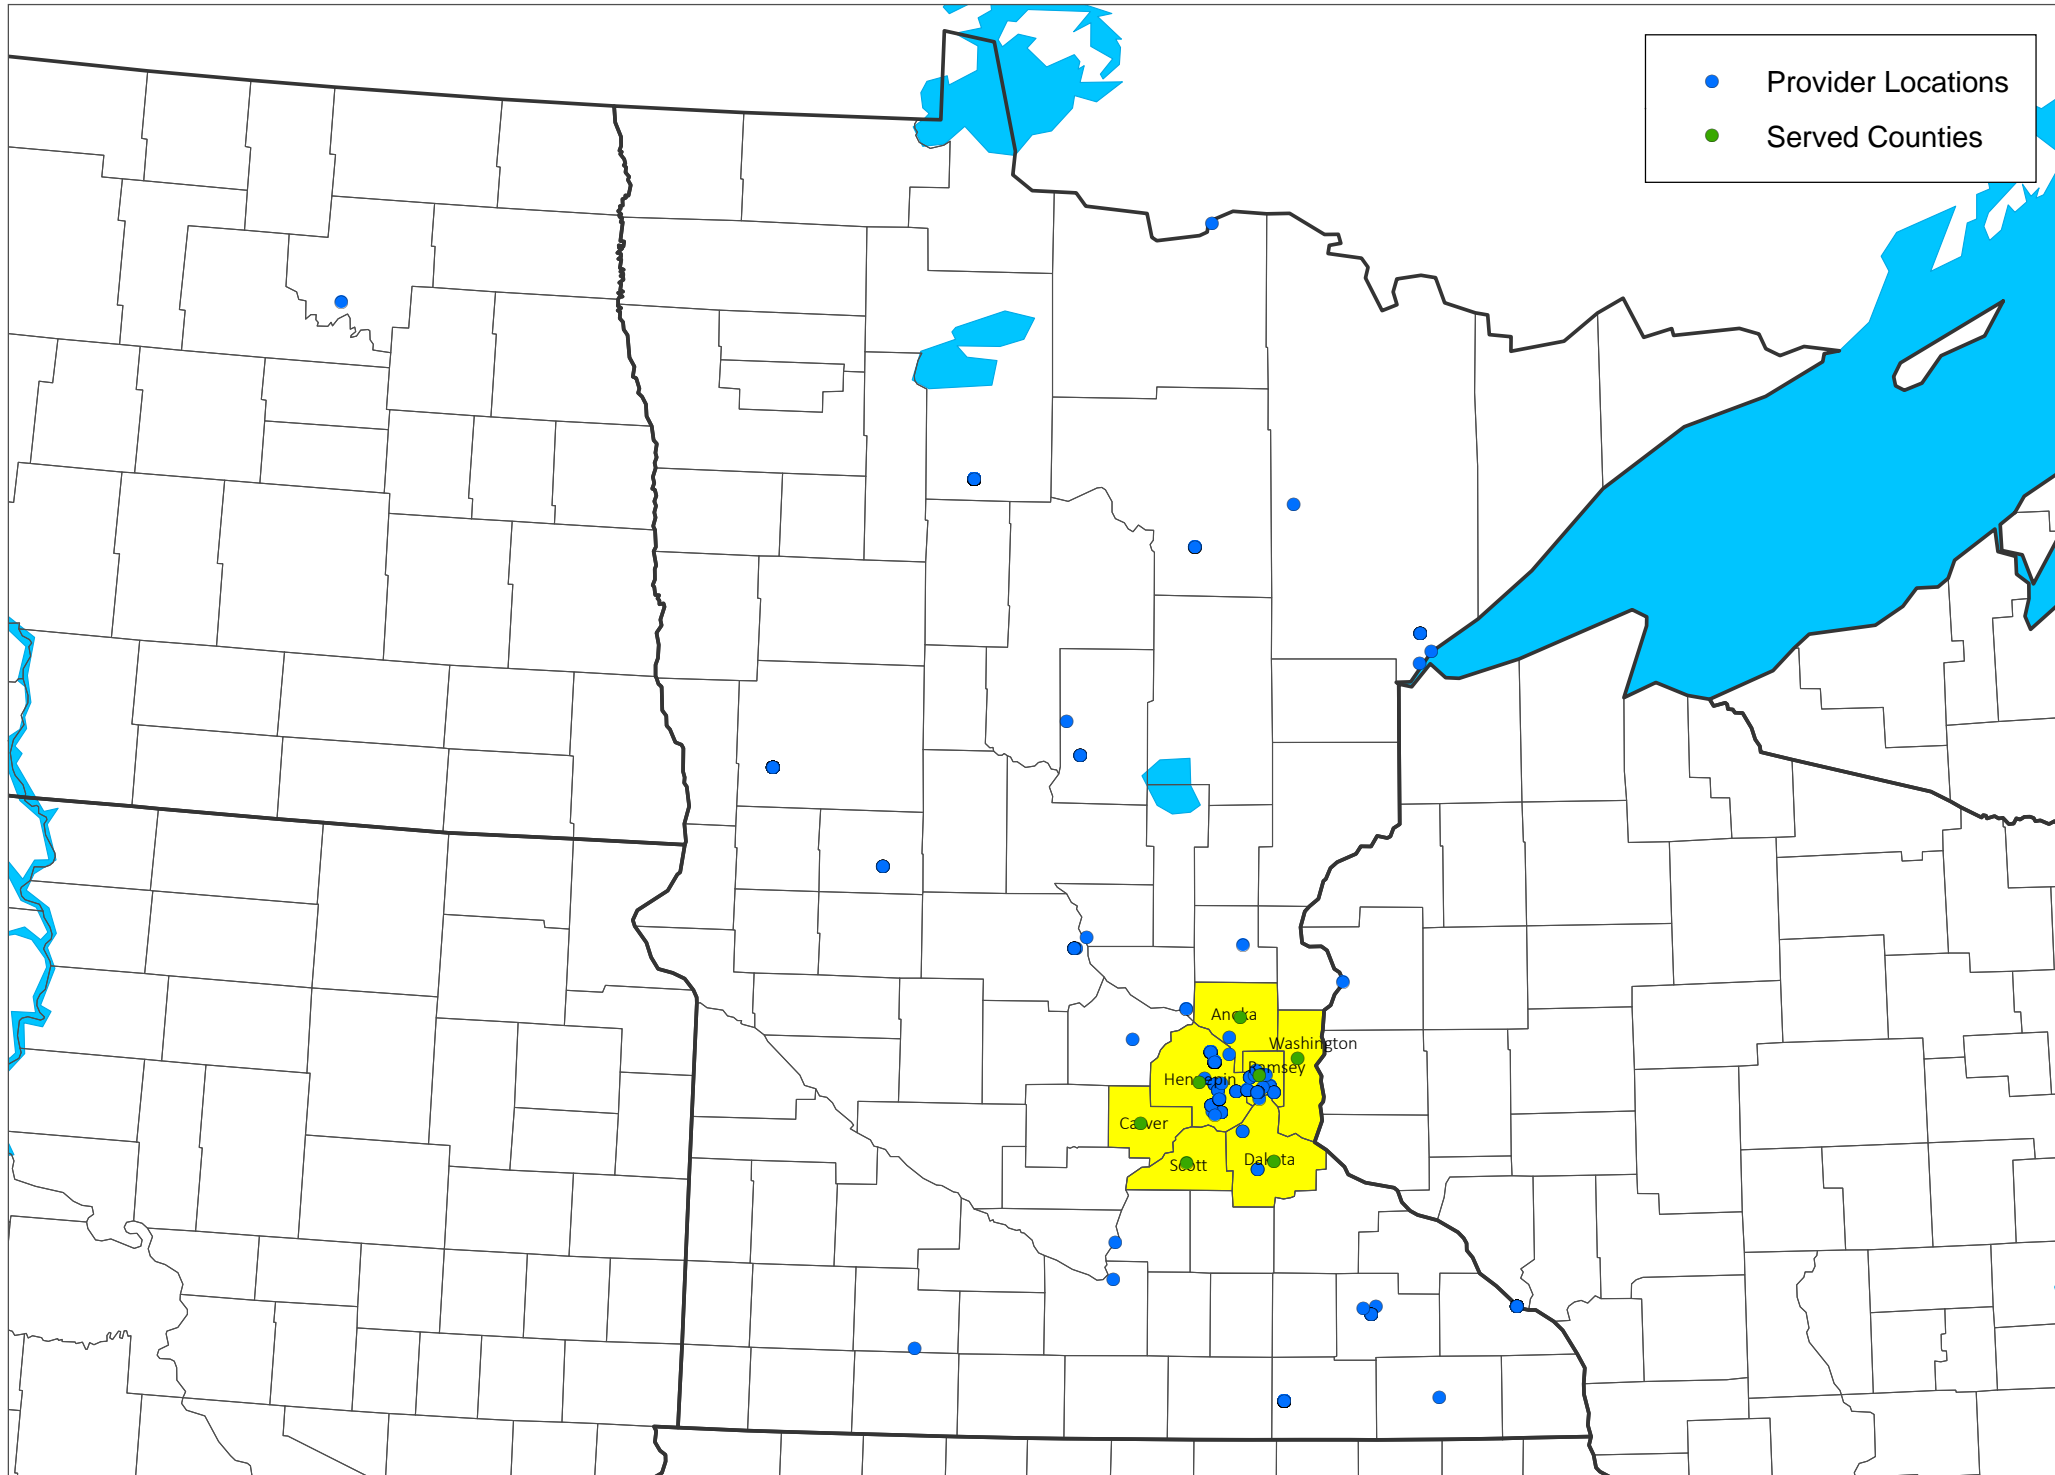 Provider Locations
Served Counties
Anoka
Washington
Ramsey
Hennepin
Carver
Scott
Dakota